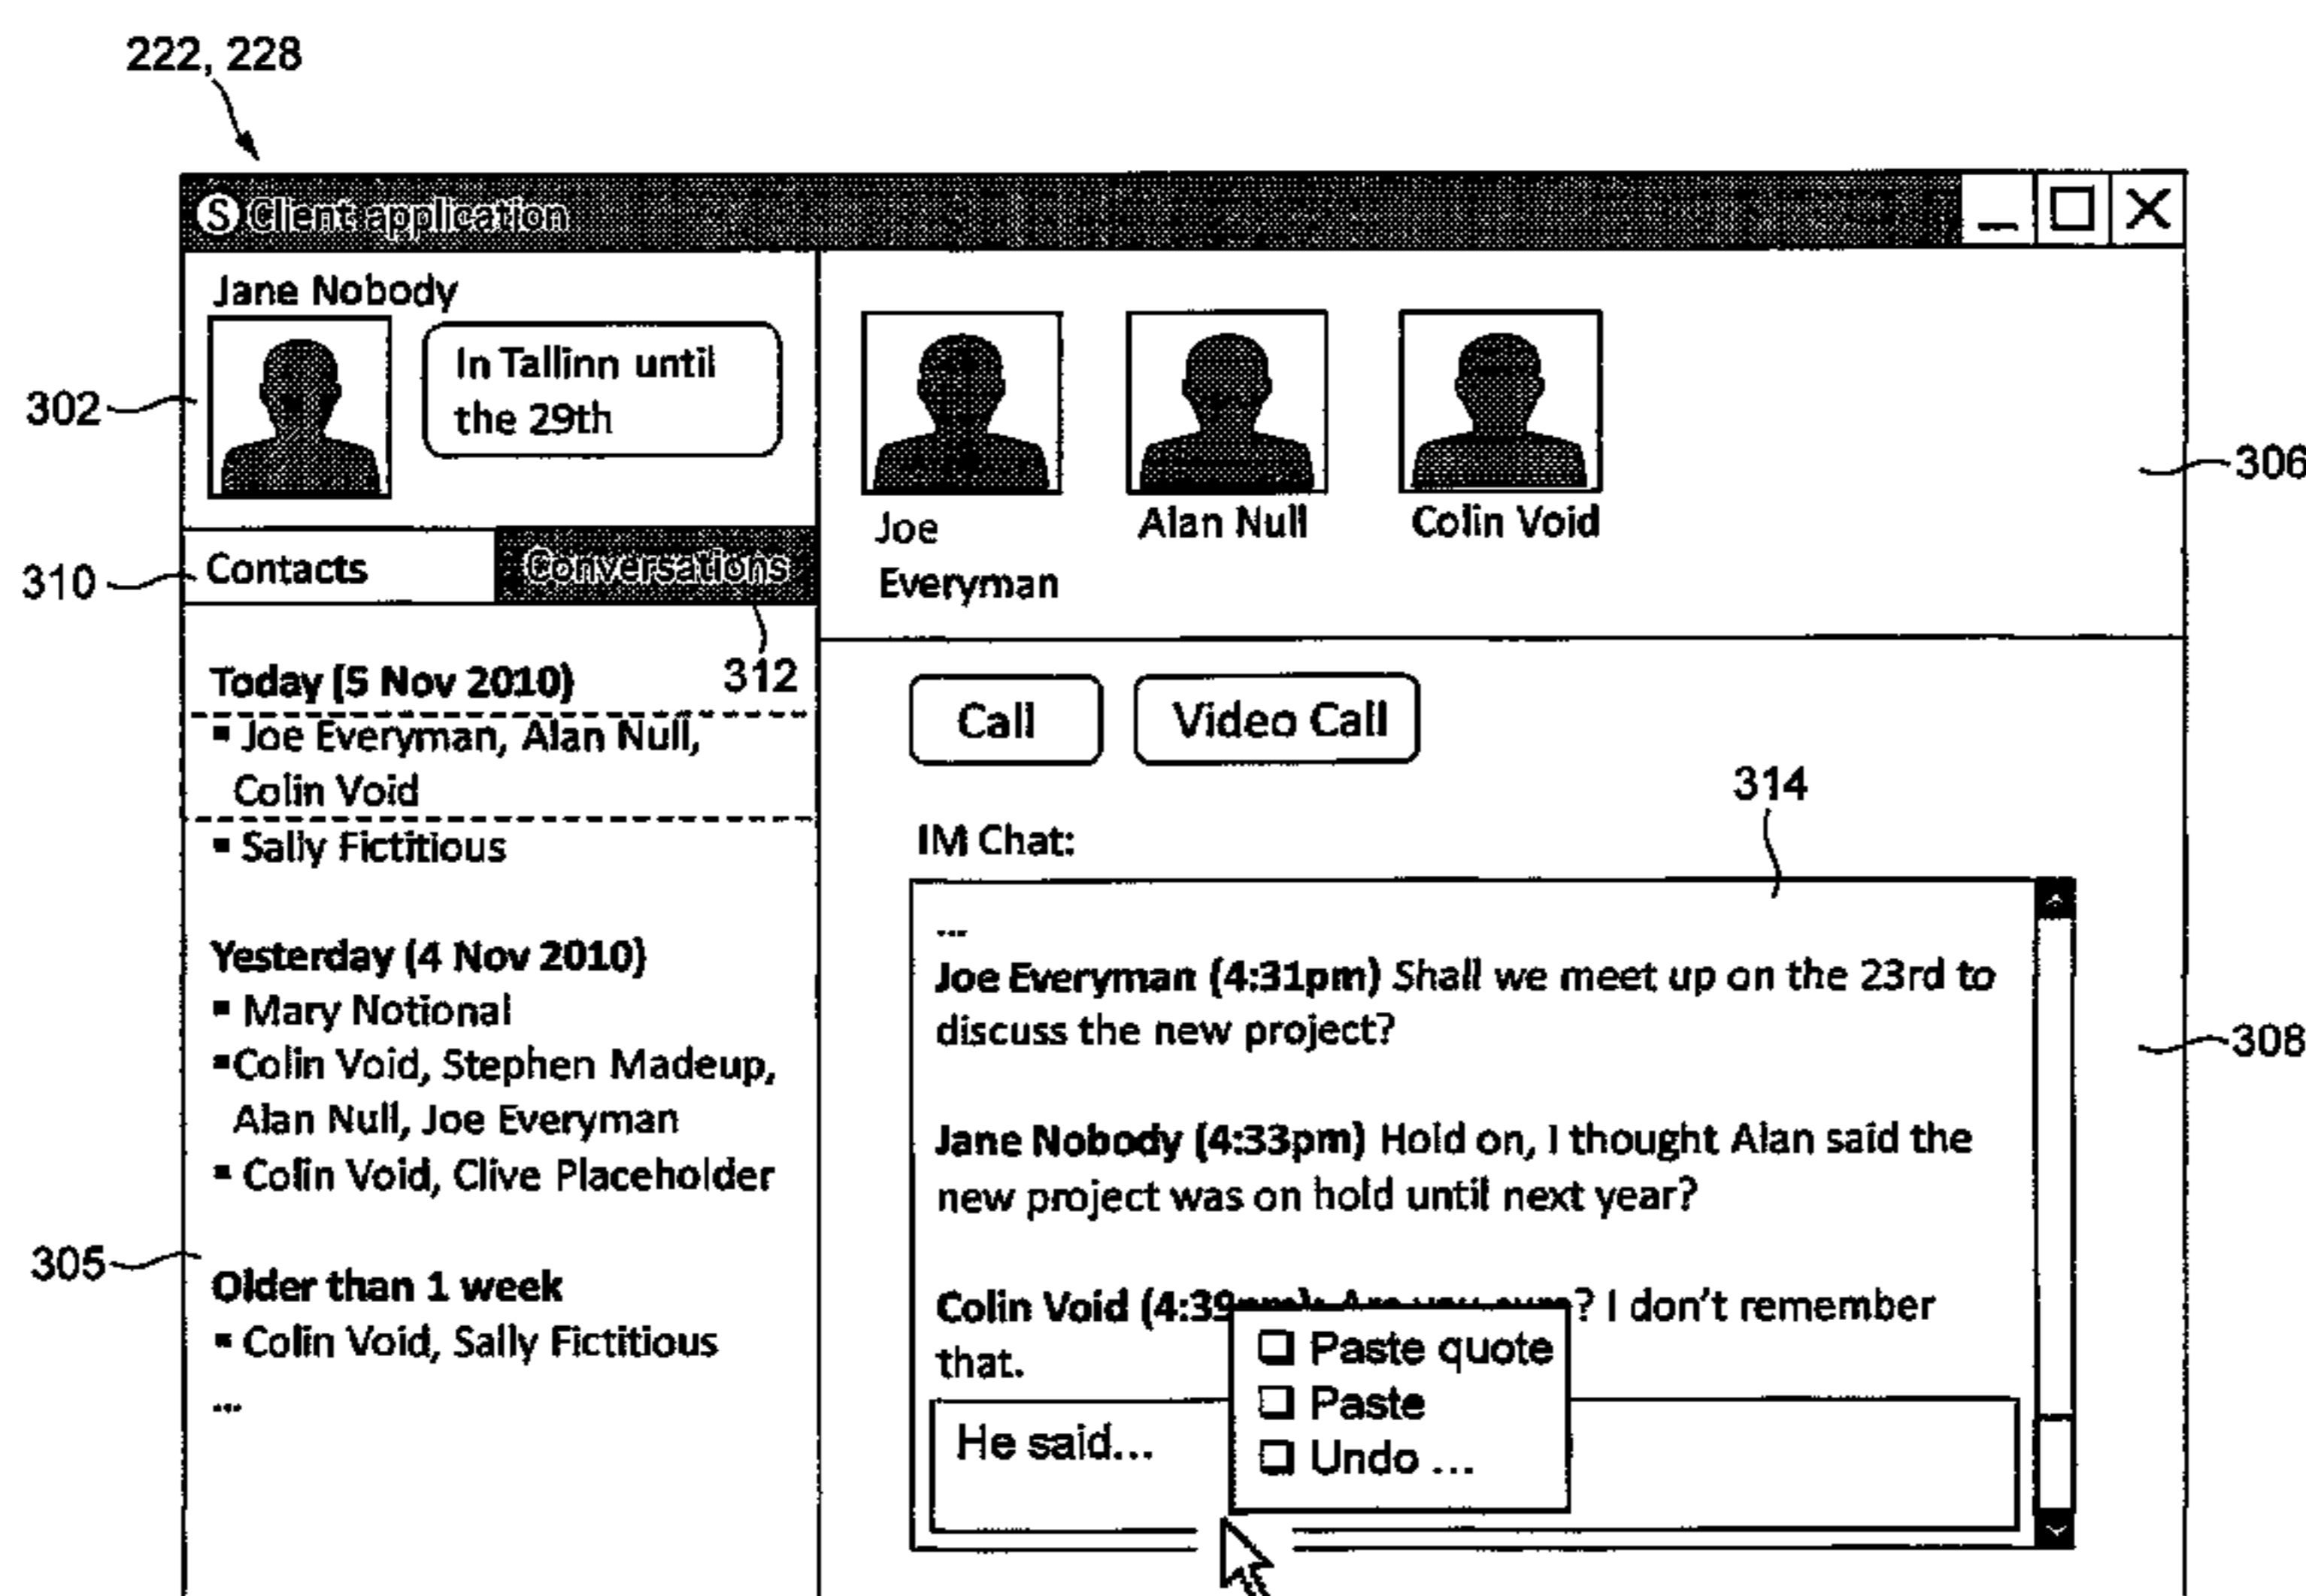 222, 228
S Client application
Jane Nobody
In Tallinn until
the 29th
302
310
Contacts
Conversations
312
Today (5 Nov 2010)
▪ Joe Everyman, Alan Null,
Colin Void
▪ Sally Fictitious
Yesterday (4 Nov 2010)
▪ Mary Notional
▪ Colin Void, Stephen Madeup,
Alan Null, Joe Everyman
▪ Colin Void, Clive Placeholder
305
Older than 1 week
▪ Colin Void, Sally Fictitious
...
Joe
Everyman
Alan Null
Colin Void
306
Call
Video Call
314
IM Chat:
...
Joe Everyman (4:31pm) Shall we meet up on the 23rd to
discuss the new project?
308
Jane Nobody (4:33pm) Hold on, I thought Alan said the
new project was on hold until next year?
Colin Void (4:39pm): Are you sure? I don't remember
that.
Paste quote
Paste
Undo ...
He said...